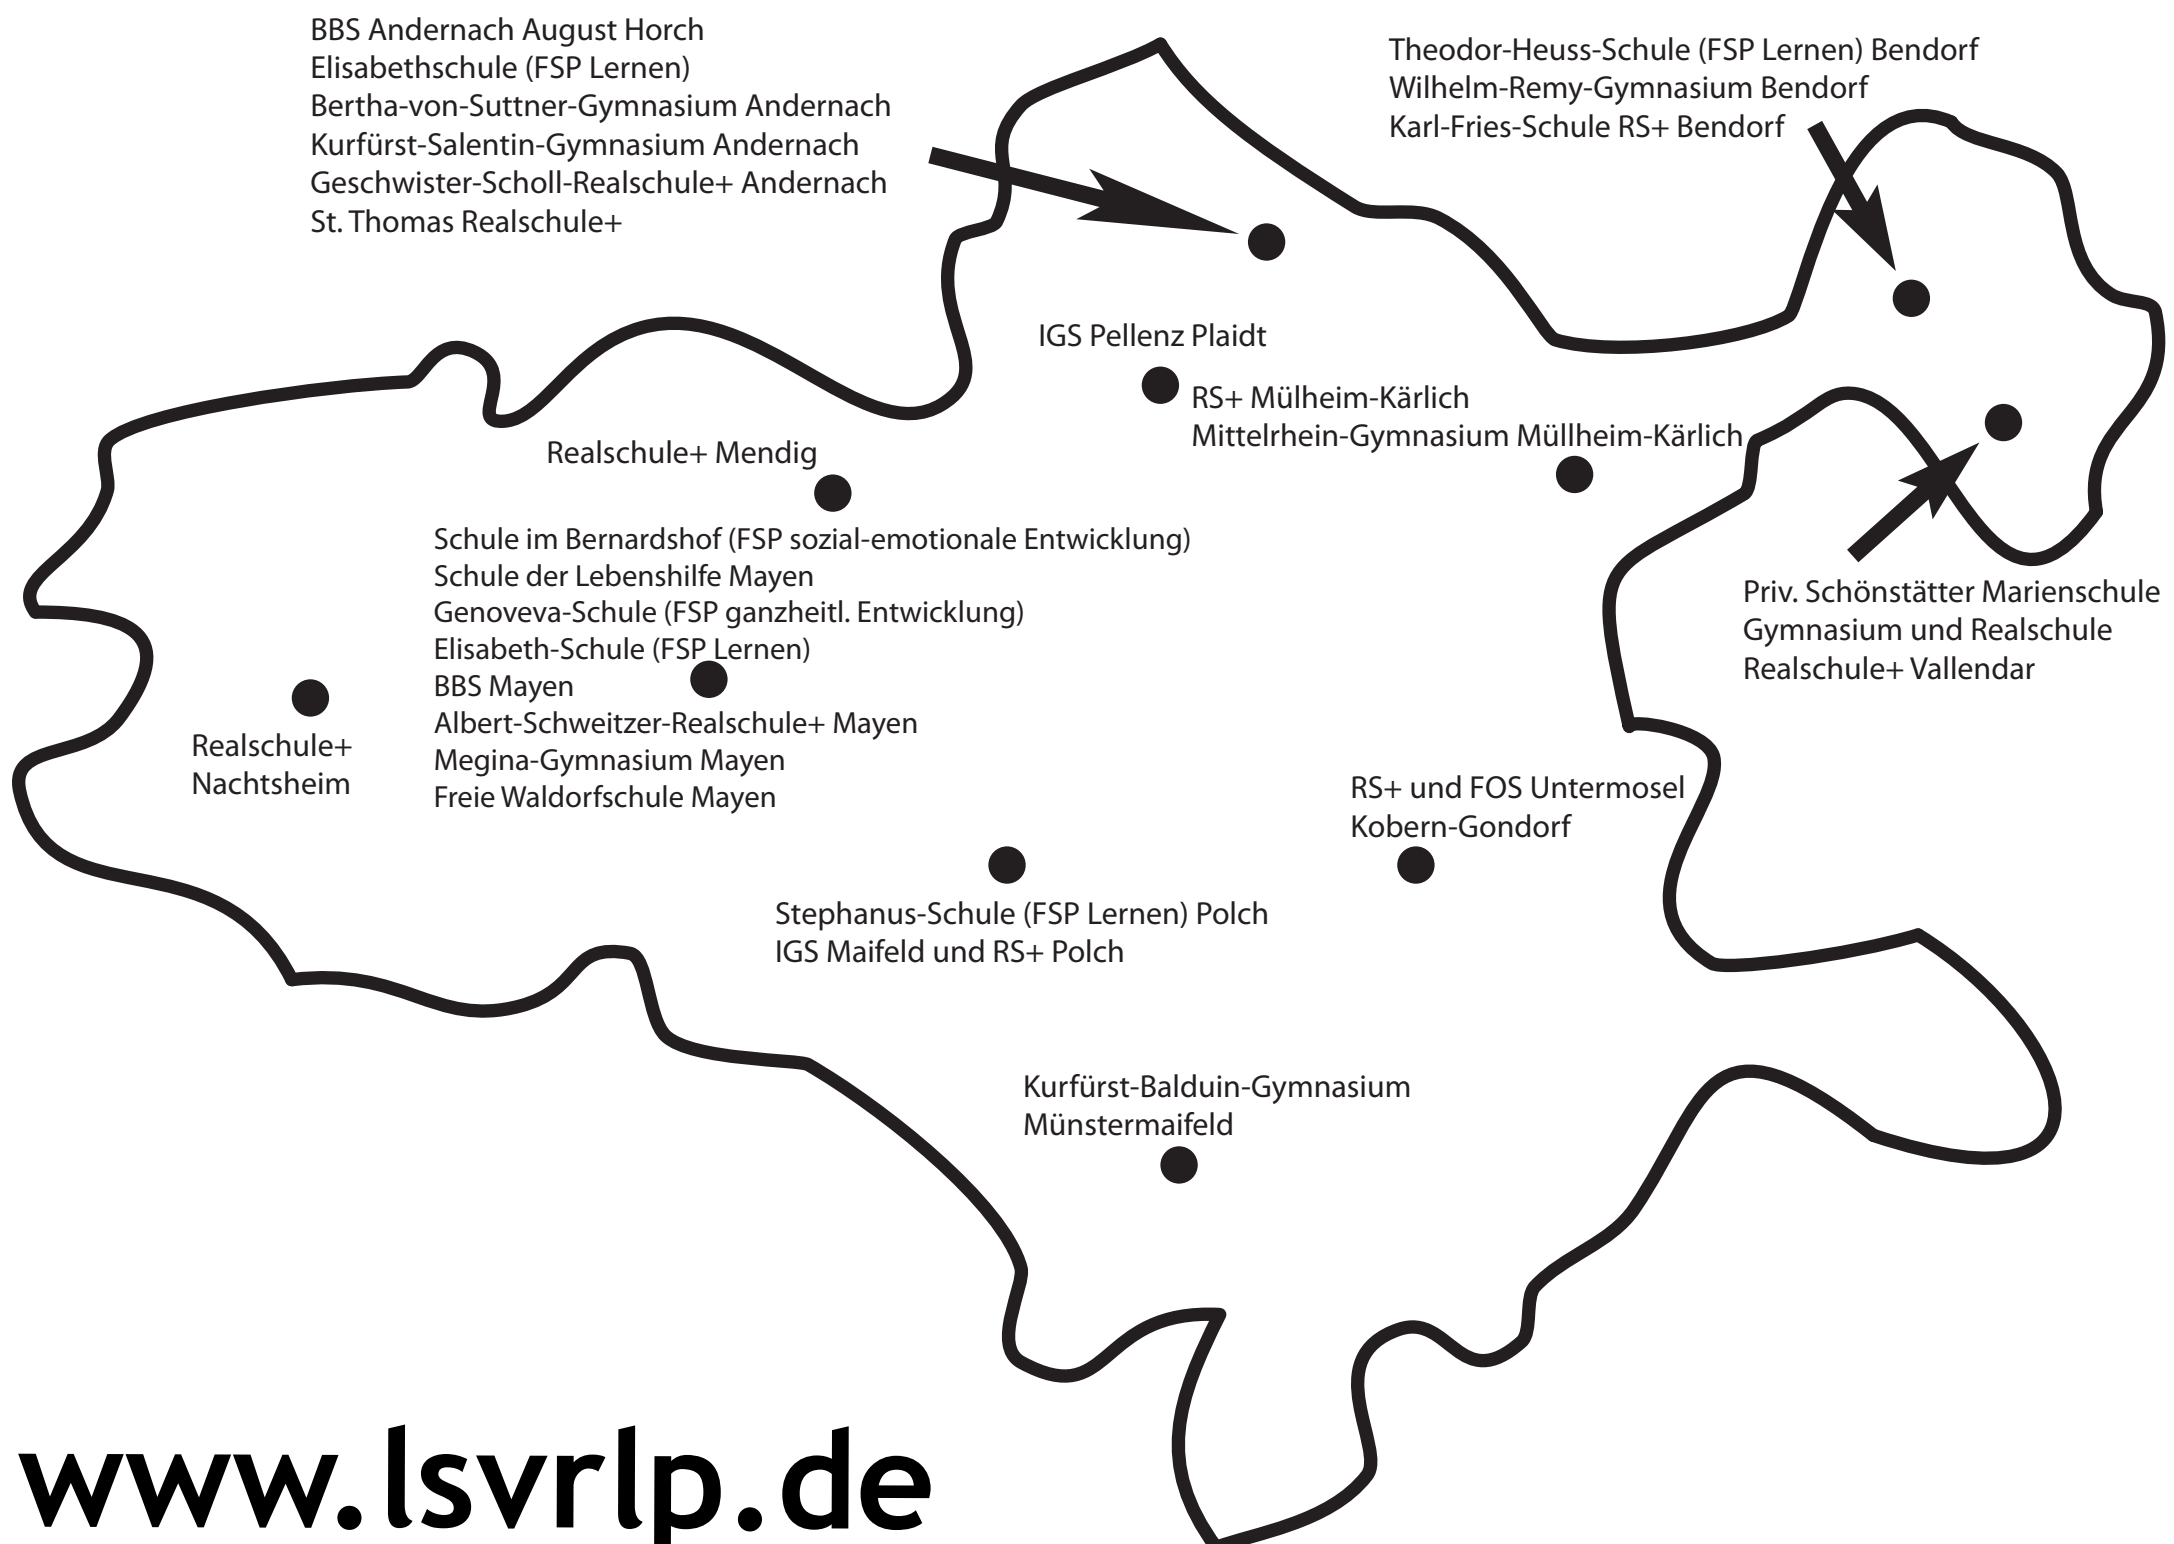 BBS Andernach August Horch
Elisabethschule (FSP Lernen)
Bertha-von-Suttner-Gymnasium Andernach
Kurfürst-Salentin-Gymnasium Andernach
Geschwister-Scholl-Realschule+ Andernach
St. Thomas Realschule+
Theodor-Heuss-Schule (FSP Lernen) Bendorf
Wilhelm-Remy-Gymnasium Bendorf
Karl-Fries-Schule RS+ Bendorf
IGS Pellenz Plaidt
RS+ Mülheim-Kärlich
Mittelrhein-Gymnasium Müllheim-Kärlich
Realschule+ Mendig
Schule im Bernardshof (FSP sozial-emotionale Entwicklung)
Schule der Lebenshilfe Mayen
Genoveva-Schule (FSP ganzheitl. Entwicklung)
Elisabeth-Schule (FSP Lernen)
BBS Mayen
Albert-Schweitzer-Realschule+ Mayen
Megina-Gymnasium Mayen
Freie Waldorfschule Mayen
Priv. Schönstätter Marienschule
Gymnasium und Realschule
Realschule+ Vallendar
Realschule+
Nachtsheim
RS+ und FOS Untermosel
Kobern-Gondorf
Stephanus-Schule (FSP Lernen) Polch
IGS Maifeld und RS+ Polch
Kurfürst-Balduin-Gymnasium
Münstermaifeld
www.lsvrlp.de